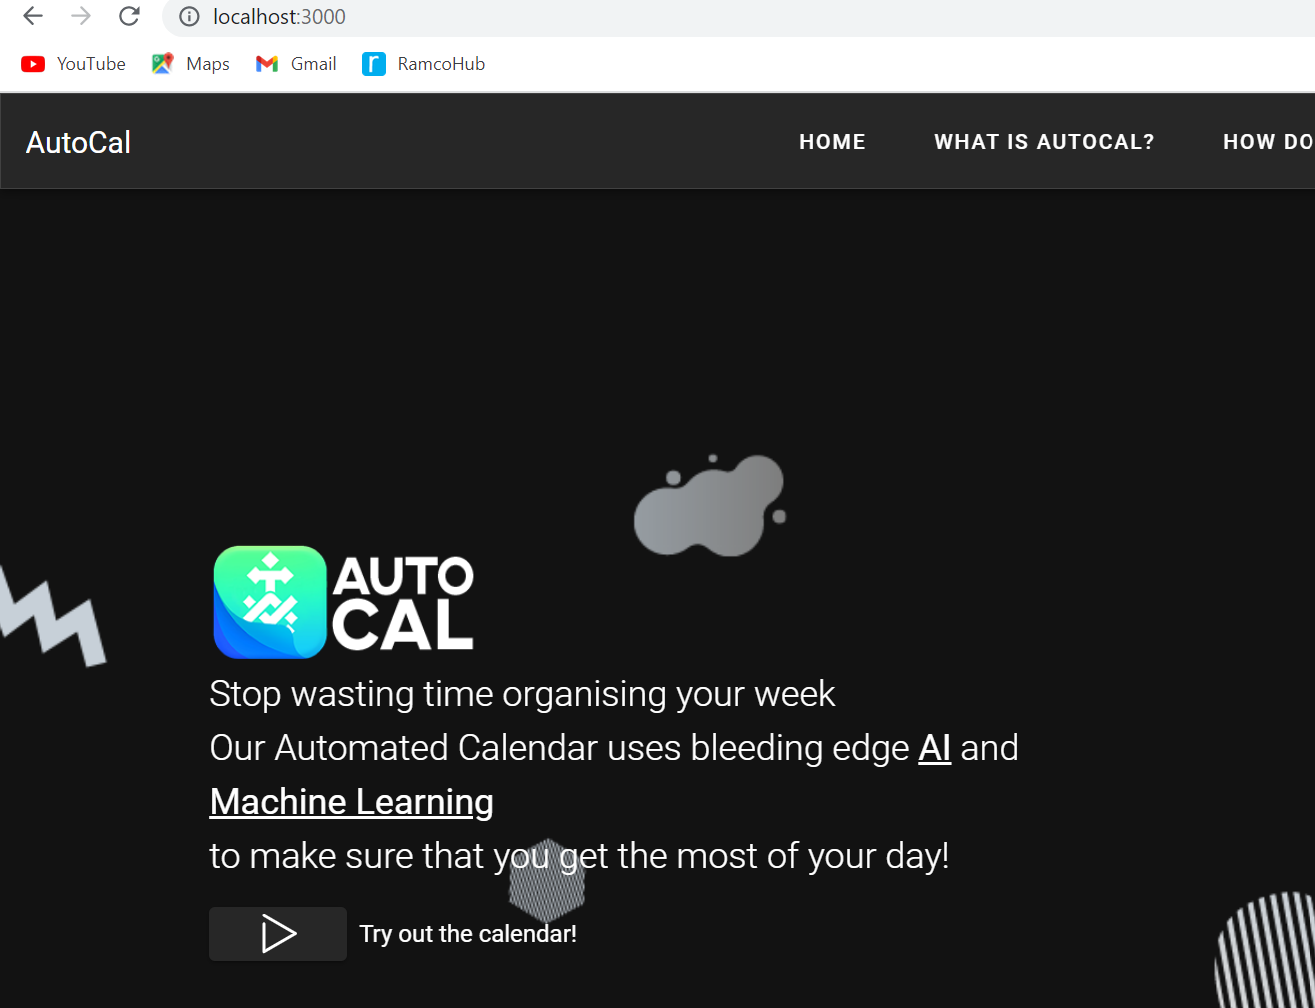 localhost:3000
YouTube Maps Gmail RamcoHub
AutoCal HOME WHAT IS AUTOCAL? HOW DO
AUTO
CAL
Stop wasting time organising your week
Our Automated Calendar uses bleeding edge AI and
Machine Learning
to make sure that you get the most of your day!
Try out the calendar!